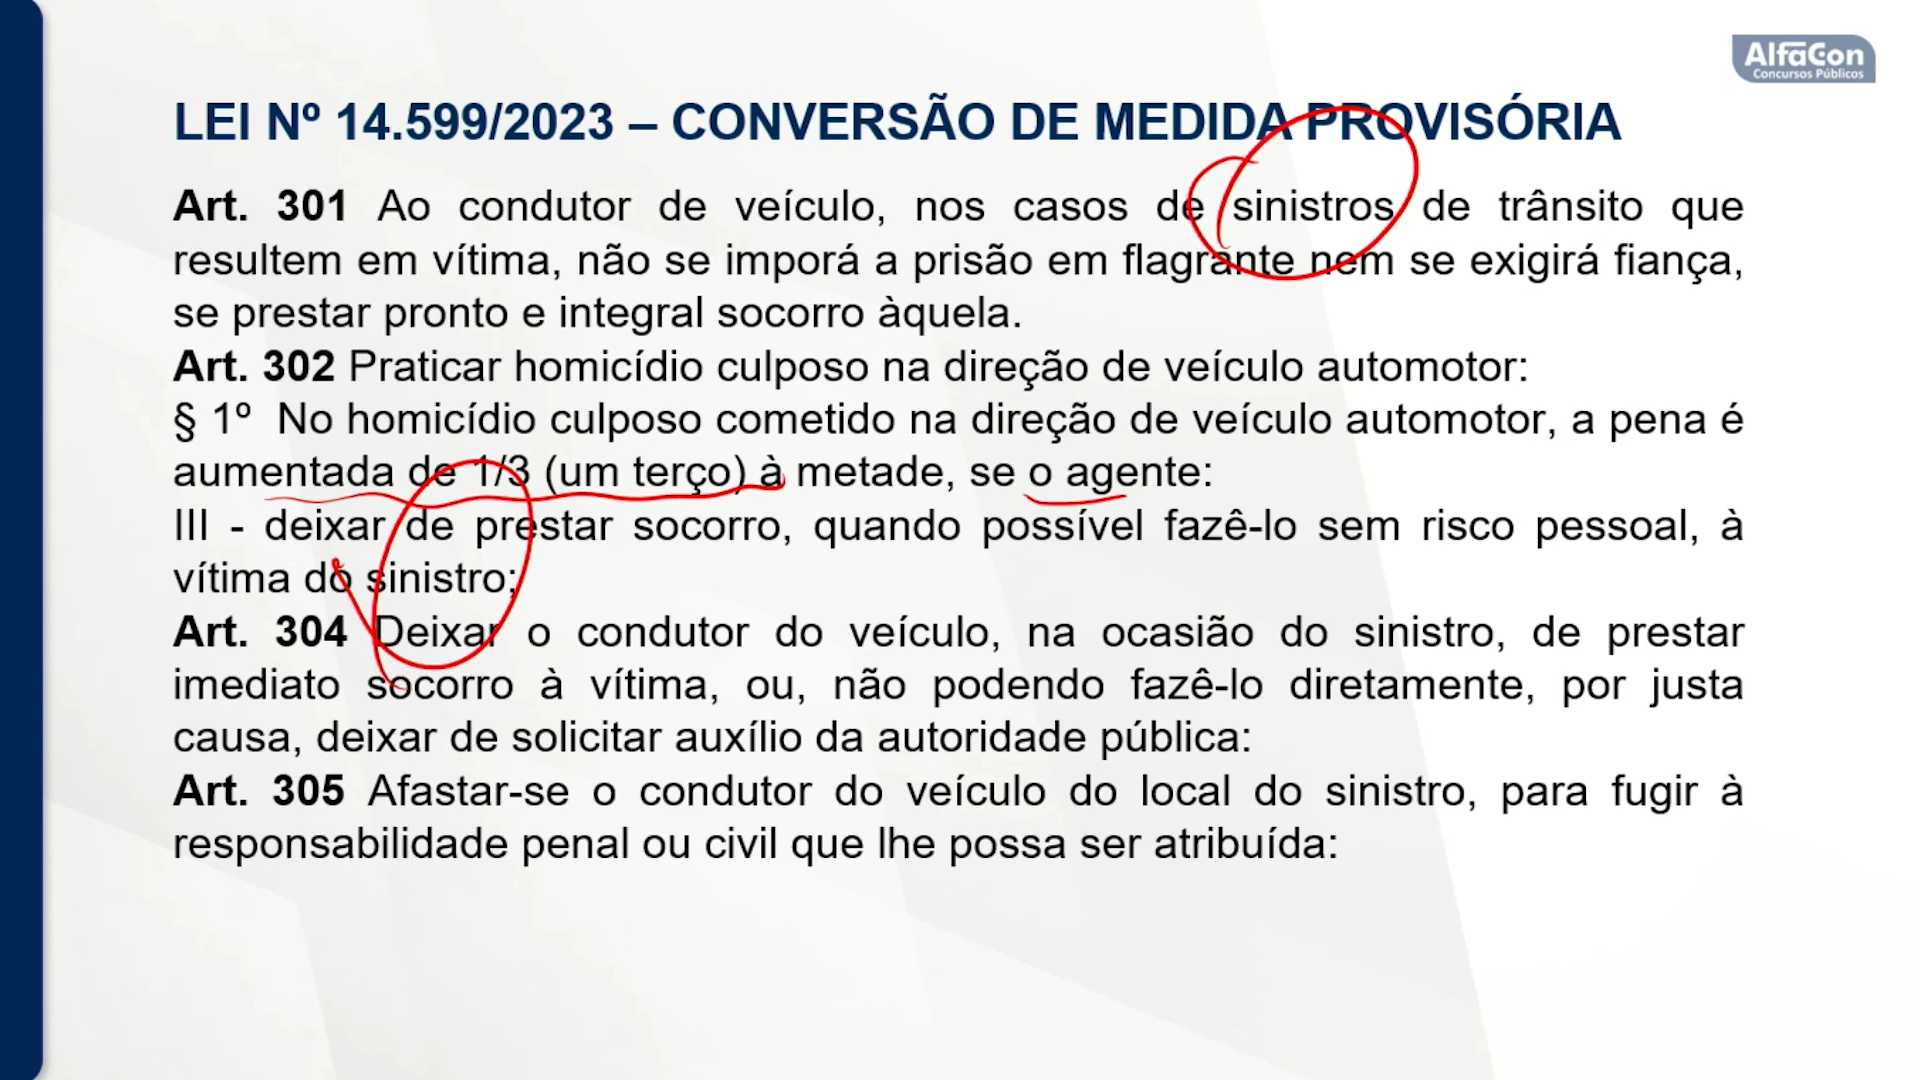 AlfaCon
Concursos Públicos
LEI Nº 14.599/2023 – CONVERSÃO DE MEDIDA PROVISÓRIA
Art. 301 Ao condutor de veículo, nos casos de sinistros de trânsito que
resultem em vítima, não se imporá a prisão em flagrante nem se exigirá fiança,
se prestar pronto e integral socorro àquela.
Art. 302 Praticar homicídio culposo na direção de veículo automotor:
§ 1º No homicídio culposo cometido na direção de veículo automotor, a pena é
aumentada de 1/3 (um terço) à metade, se o agente:
III - deixar de prestar socorro, quando possível fazê-lo sem risco pessoal, à
vítima do sinistro;
Art. 304 Deixar o condutor do veículo, na ocasião do sinistro, de prestar
imediato socorro à vítima, ou, não podendo fazê-lo diretamente, por justa
causa, deixar de solicitar auxílio da autoridade pública:
Art. 305 Afastar-se o condutor do veículo do local do sinistro, para fugir à
responsabilidade penal ou civil que lhe possa ser atribuída: